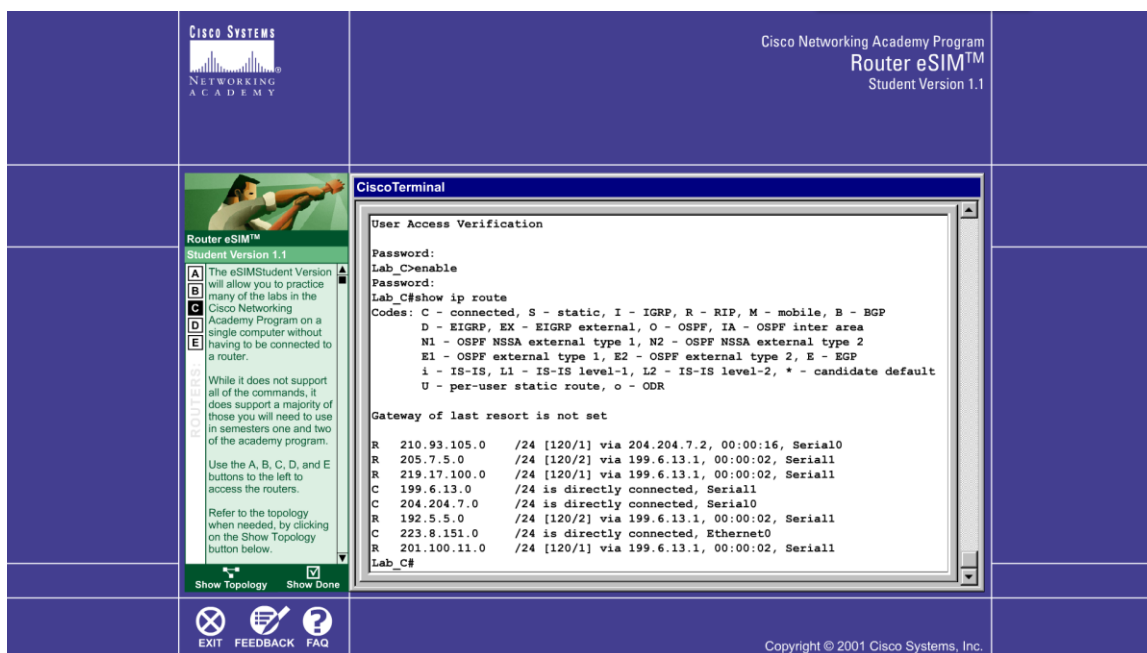 CISCO SYSTEMS
NETWORKING
ACADEMY
Cisco Networking Academy Program
Router eSIM™
Student Version 1.1
Router eSIM™
Student Version 1.1
A
B
C
D
E
ROUTERS:
The eSIMStudent Version
will allow you to practice
many of the labs in the
Cisco Networking
Academy Program on a
single computer without
having to be connected to
a router.
While it does not support
all of the commands, it
does support a majority of
those you will need to use
in semesters one and two
of the academy program.
Use the A, B, C, D, and E
buttons to the left to
access the routers.
Refer to the topology
when needed, by clicking
on the Show Topology
button below.
Show Topology Show Done
CiscoTerminal
User Access Verification
Password:
Lab_C>enable
Password:
Lab_C#show ip route
Codes: C - connected, S - static, I - IGRP, R - RIP, M - mobile, B - BGP
D - EIGRP, EX - EIGRP external, O - OSPF, IA - OSPF inter area
N1 - OSPF NSSA external type 1, N2 - OSPF NSSA external type 2
E1 - OSPF external type 1, E2 - OSPF external type 2, E - EGP
i - IS-IS, L1 - IS-IS level-1, L2 - IS-IS level-2, * - candidate default
U - per-user static route, o - ODR
Gateway of last resort is not set
R 210.93.105.0 /24 [120/1] via 204.204.7.2, 00:00:16, Serial0
R 205.7.5.0 /24 [120/2] via 199.6.13.1, 00:00:02, Serial1
R 219.17.100.0 /24 [120/1] via 199.6.13.1, 00:00:02, Serial1
C 199.6.13.0 /24 is directly connected, Serial1
C 204.204.7.0 /24 is directly connected, Serial0
R 192.5.5.0 /24 [120/2] via 199.6.13.1, 00:00:02, Serial1
C 223.8.151.0 /24 is directly connected, Ethernet0
R 201.100.11.0 /24 [120/1] via 199.6.13.1, 00:00:02, Serial1
Lab_C#
EXIT FEEDBACK FAQ
Copyright © 2001 Cisco Systems, Inc.